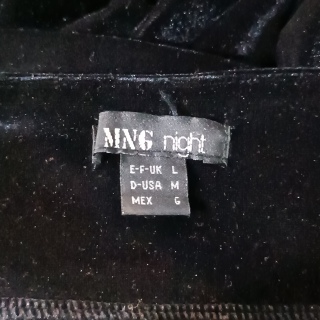 MNG night
E-F-UK L
D-USA M
MEX G